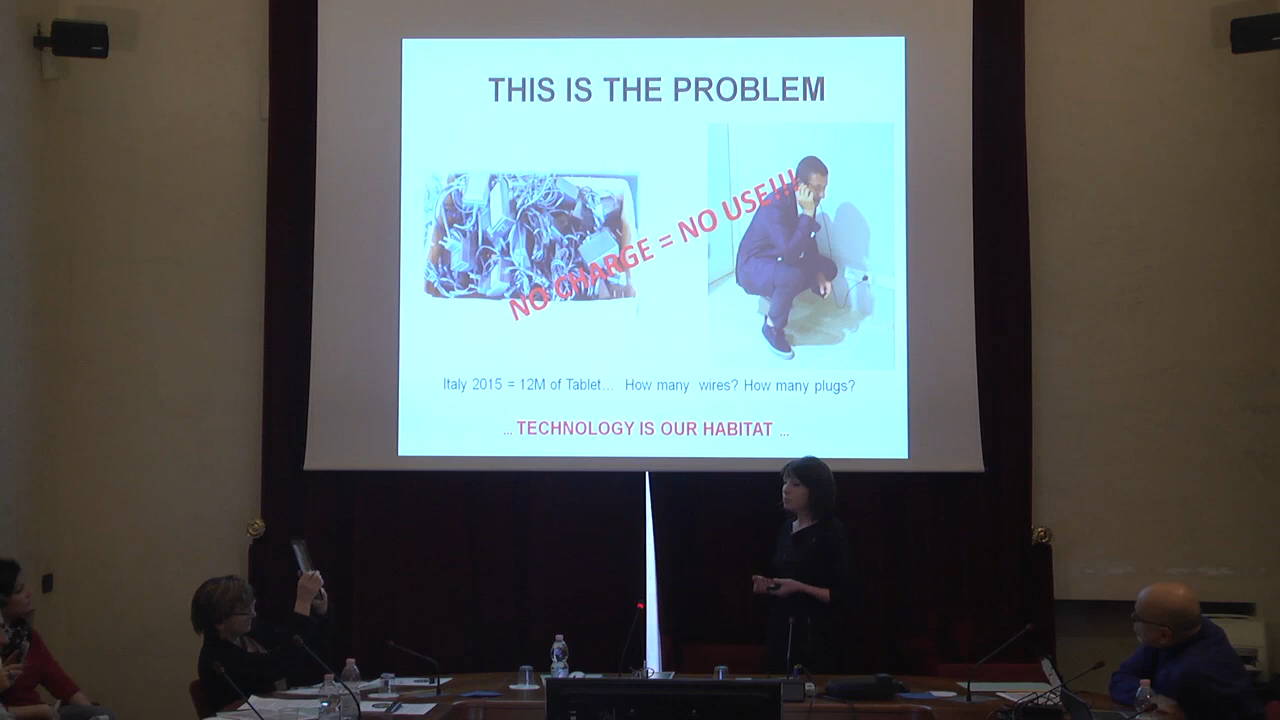 THIS IS THE PROBLEM
NO CHARGE = NO USE!!!
Italy 2015 = 12M of Tablet... How many wires? How many plugs?
... TECHNOLOGY IS OUR HABITAT ...